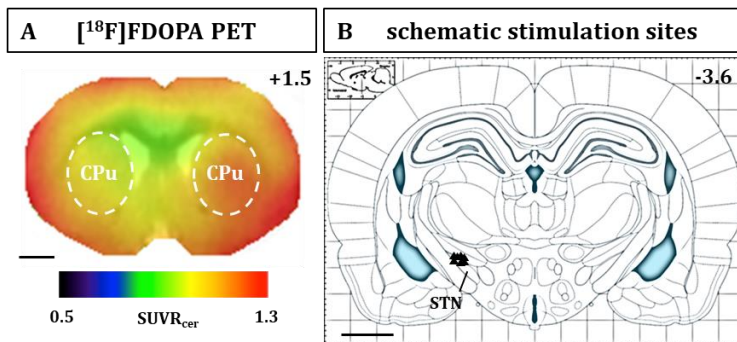 A [¹⁸F]FDOPA PET
+1.5
CPu CPu
0.5 SUVRcer 1.3
B schematic stimulation sites
-3.6
STN